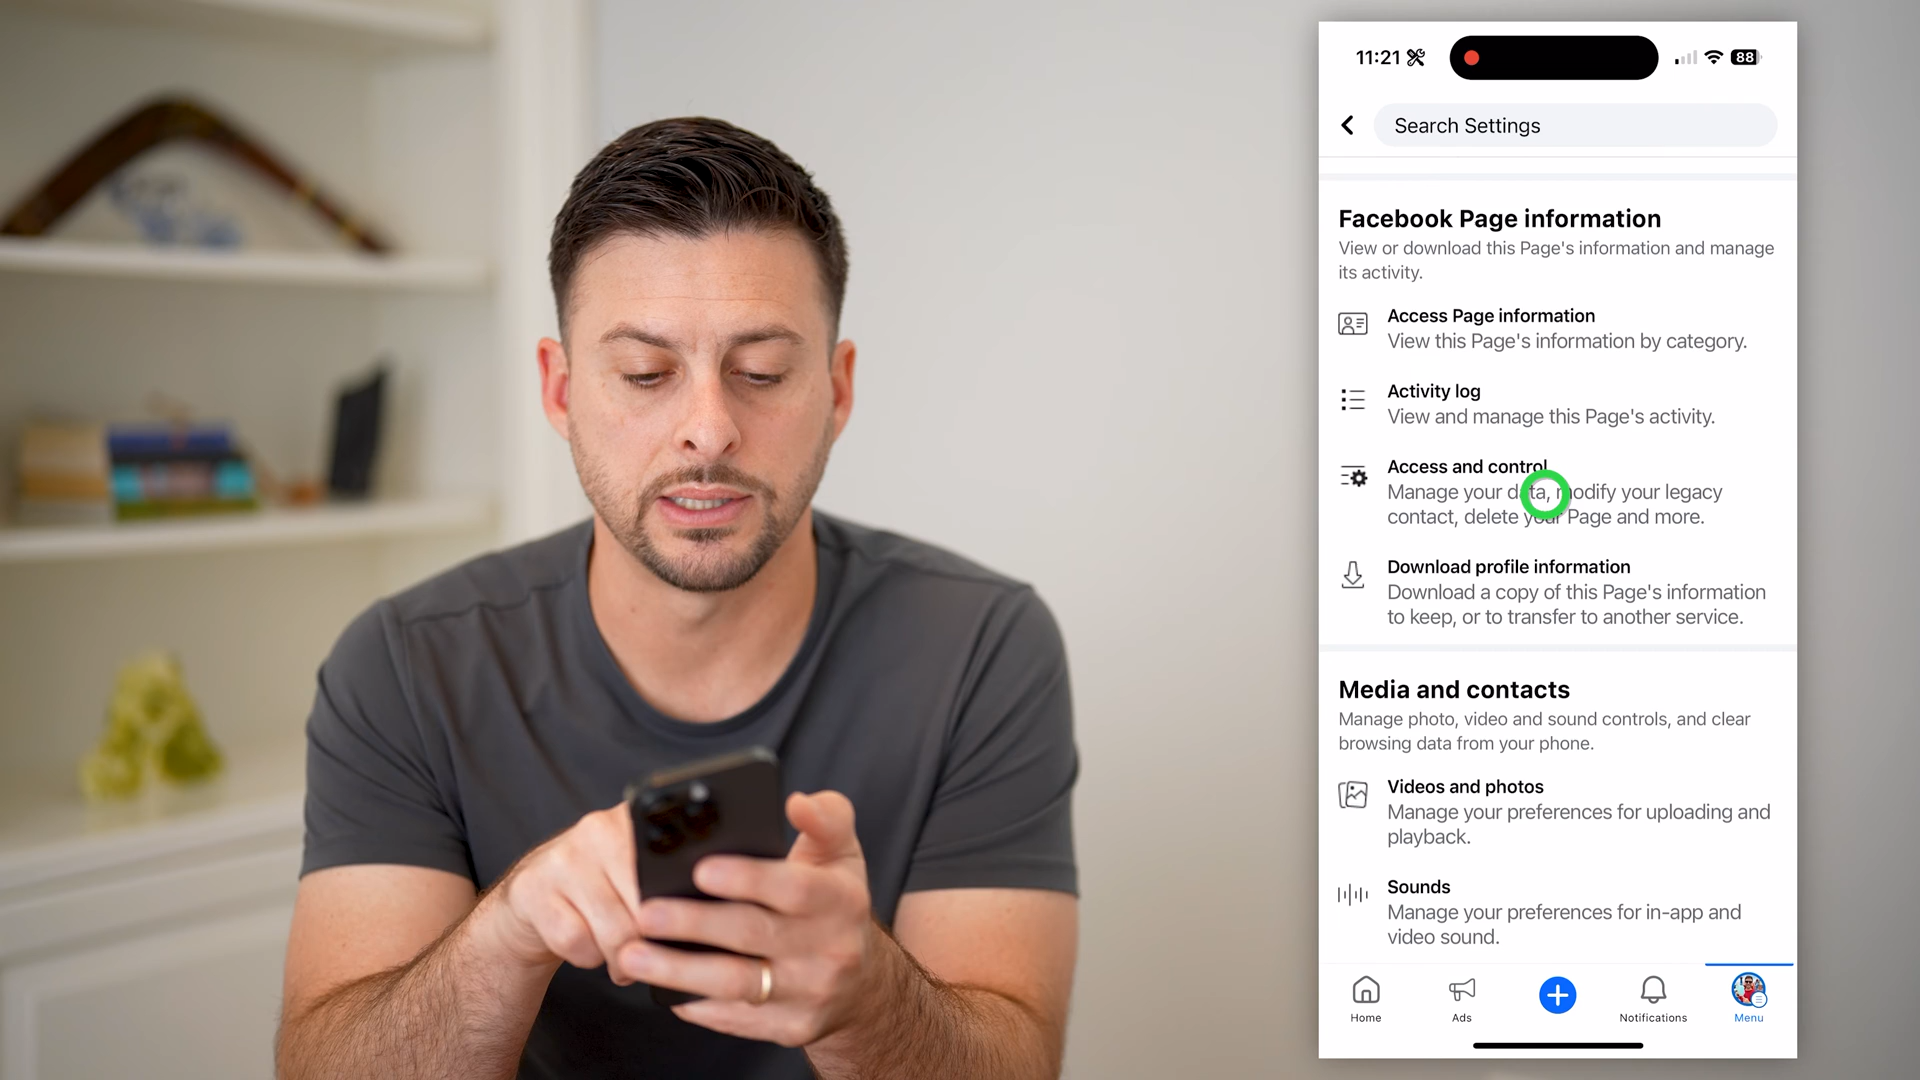 11:21
88
Search Settings
Facebook Page information
View or download this Page's information and manage
its activity.
Access Page information
View this Page's information by category.
Activity log
View and manage this Page's activity.
Access and control
Manage your data, modify your legacy
contact, delete your Page and more.
Download profile information
Download a copy of this Page's information
to keep, or to transfer to another service.
Media and contacts
Manage photo, video and sound controls, and clear
browsing data from your phone.
Videos and photos
Manage your preferences for uploading and
playback.
Sounds
Manage your preferences for in-app and
video sound.
Home
Ads
Notifications
Menu